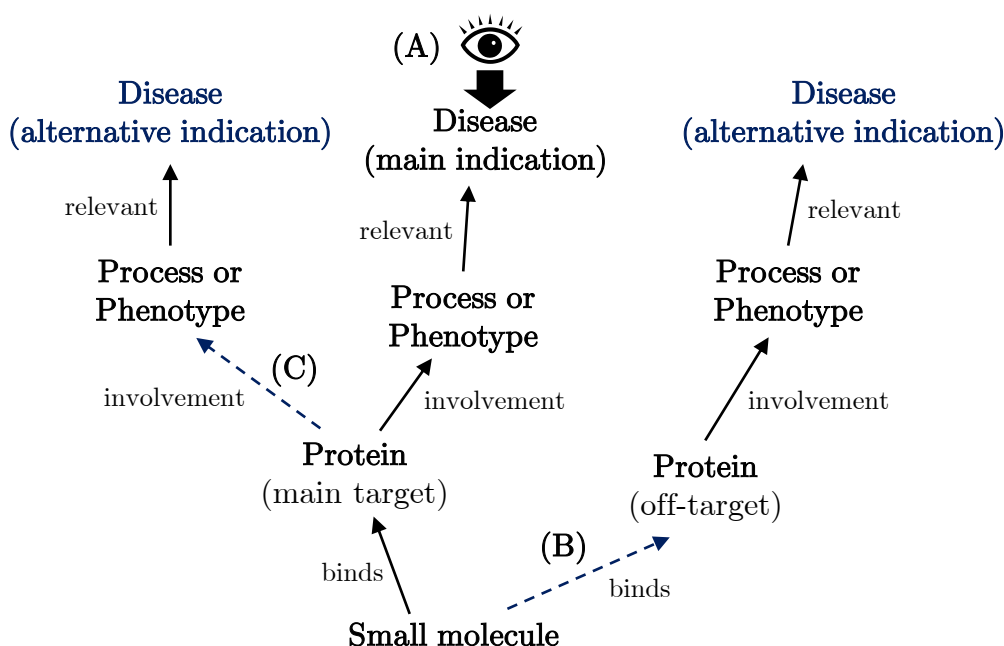 (A)
Disease
(alternative indication)
Disease
(main indication)
Disease
(alternative indication)
relevant
relevant
relevant
Process or
Phenotype
Process or
Phenotype
Process or
Phenotype
(C)
involvement
involvement
involvement
Protein
(main target)
Protein
(off-target)
(B)
binds
binds
Small molecule